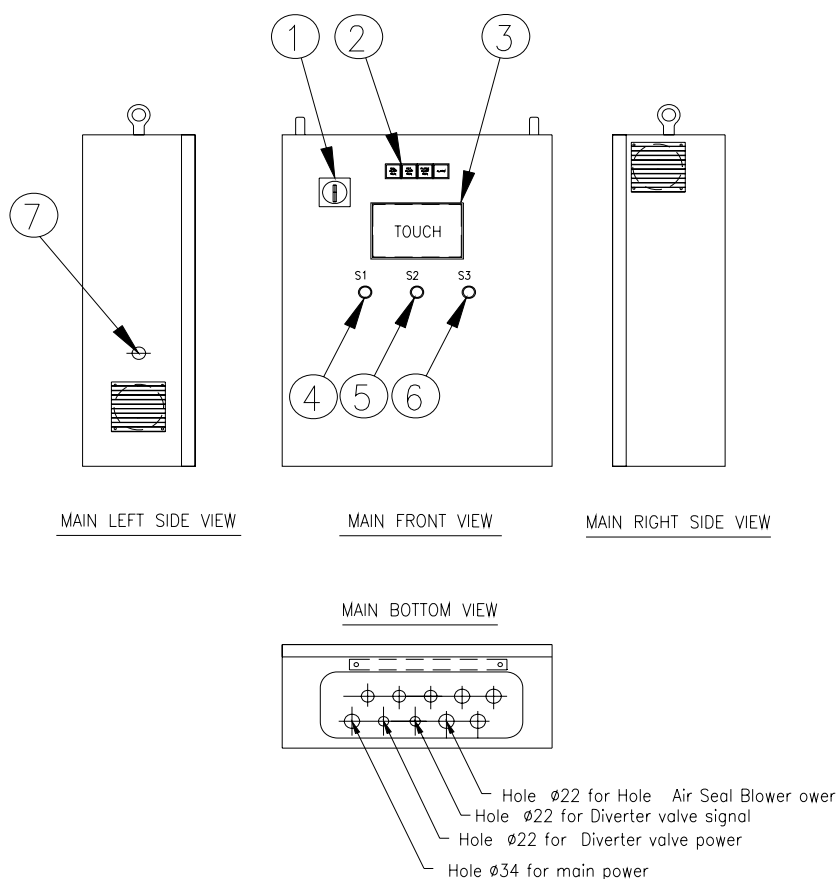 1
2
3
7
TOUCH
S1 S2 S3
4
5
6
MAIN LEFT SIDE VIEW
MAIN FRONT VIEW
MAIN RIGHT SIDE VIEW
MAIN BOTTOM VIEW
Hole ø22 for Hole Air Seal Blower ower
Hole ø22 for Diverter valve signal
Hole ø22 for Diverter valve power
Hole ø34 for main power